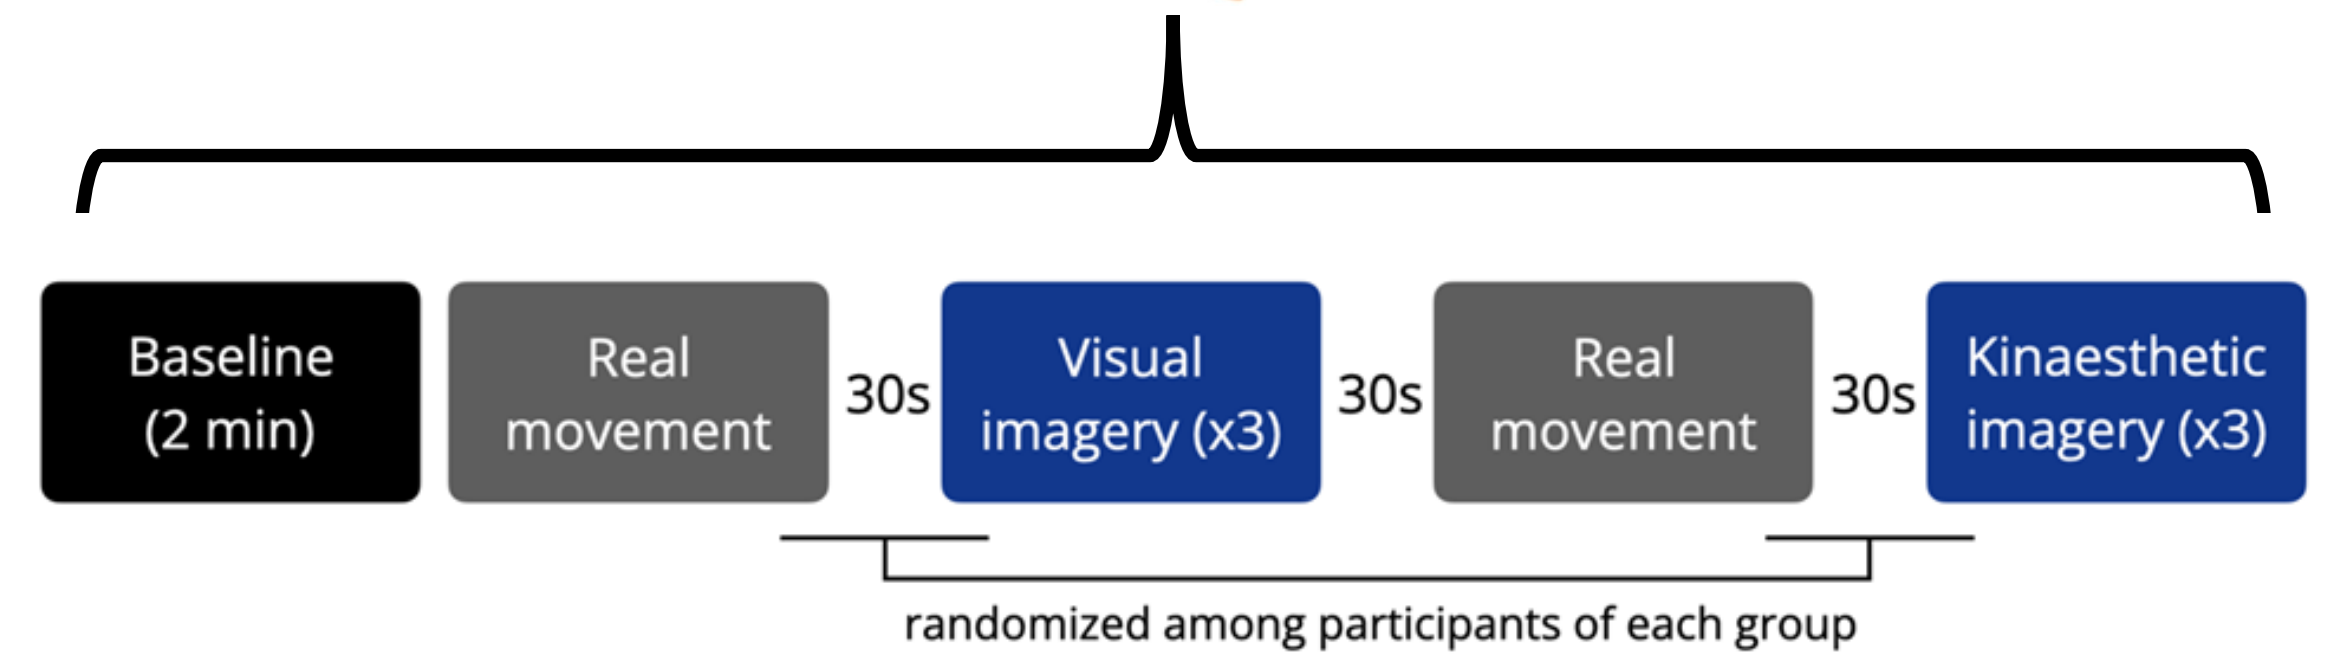 Baseline
(2 min)
Real
movement
30s
Visual
imagery (x3)
30s
Real
movement
30s
Kinaesthetic
imagery (x3)
randomized among participants of each group